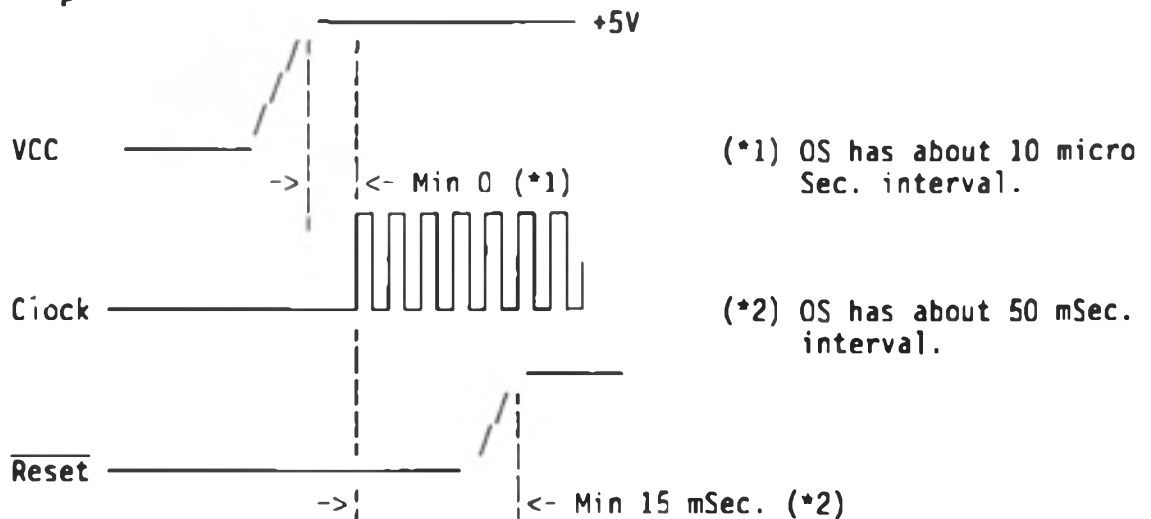 +5V
VCC
(*1) OS has about 10 micro
Sec. interval.
-> <- Min 0 (*1)
Clock
(*2) OS has about 50 mSec.
interval.
Reset
-> <- Min 15 mSec. (*2)